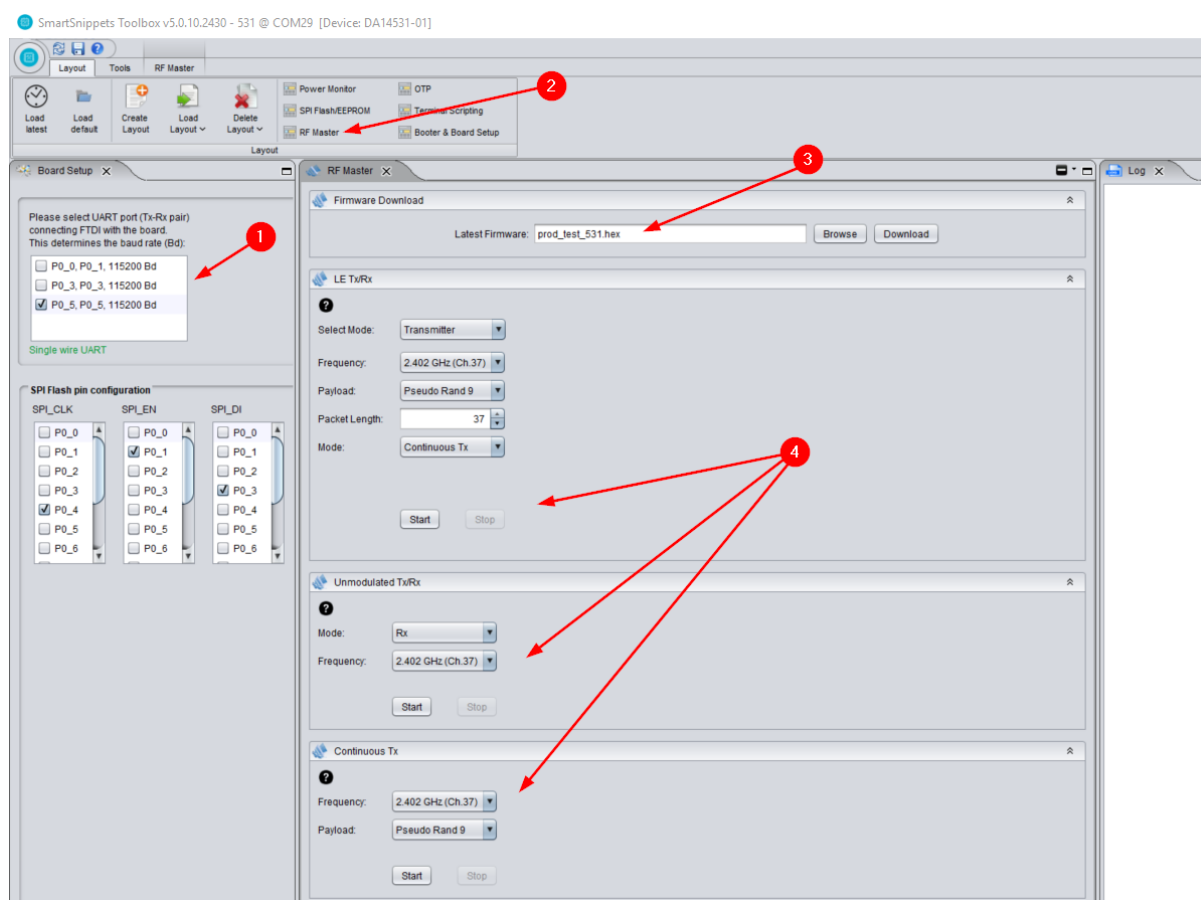 SmartSnippets Toolbox v5.0.10.2430 - 531 @ COM29 [Device: DA14531-01]
Layout Tools RF Master
Load latest
Load default
Create Layout
Load Layout
Delete Layout
Power Monitor
SPI Flash/EEPROM
RF Master
OTP
Terminal Scripting
Booter & Board Setup
Layout
2
3
Board Setup
Please select UART port (Tx-Rx pair)
connecting FTDI with the board.
This determines the baud rate (Bd):
1
P0_0, P0_1, 115200 Bd
P0_3, P0_3, 115200 Bd
P0_5, P0_5, 115200 Bd
Single wire UART
SPI Flash pin configuration
SPI_CLK SPI_EN SPI_DI
P0_0 P0_0 P0_0
P0_1 P0_1 P0_1
P0_2 P0_2 P0_2
P0_3 P0_3 P0_3
P0_4 P0_4 P0_4
P0_5 P0_5 P0_5
P0_6 P0_6 P0_6
RF Master
Firmware Download
Latest Firmware: prod_test_531.hex Browse Download
LE Tx/Rx
?
Select Mode: Transmitter
Frequency: 2.402 GHz (Ch.37)
Payload: Pseudo Rand 9
Packet Length: 37
Mode: Continuous Tx
4
Start Stop
Unmodulated Tx/Rx
?
Mode: Rx
Frequency: 2.402 GHz (Ch.37)
Start Stop
Continuous Tx
?
Frequency: 2.402 GHz (Ch.37)
Payload: Pseudo Rand 9
Start Stop
Log